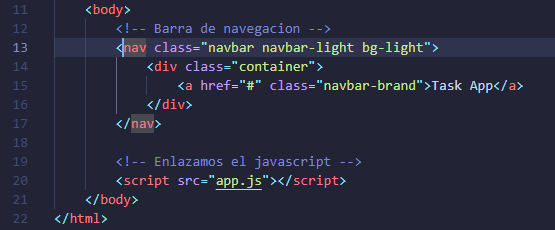 11 <body>
12 <!-- Barra de navegacion -->
13 <nav class="navbar navbar-light bg-light">
14 <div class="container">
15 <a href="#" class="navbar-brand">Task App</a>
16 </div>
17 </nav>
18
19 <!-- Enlazamos el javascript -->
20 <script src="app.js"></script>
21 </body>
22 </html>